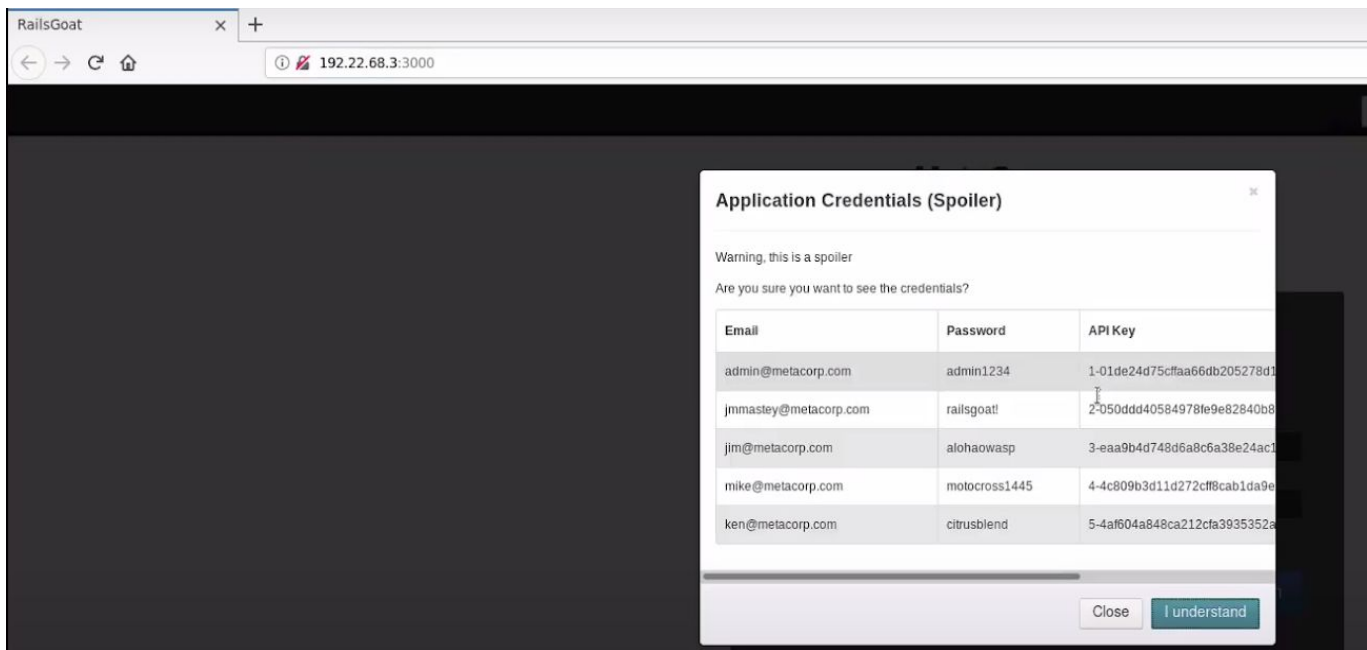 RailsGoat
192.22.68.3:3000
Application Credentials (Spoiler)
Warning, this is a spoiler
Are you sure you want to see the credentials?
Email Password API Key
admin@metacorp.com admin1234 1-01de24d75cffaa66db205278d1
jmmastey@metacorp.com railsgoat! 2-050ddd40584978fe9e82840b8
jim@metacorp.com alohaowasp 3-eaa9b4d748d6a8c6a38e24ac1
mike@metacorp.com motocross1445 4-4c809b3d11d272cff8cab1da9e
ken@metacorp.com citrusblend 5-4af604a848ca212cfa3935352a
Close I understand